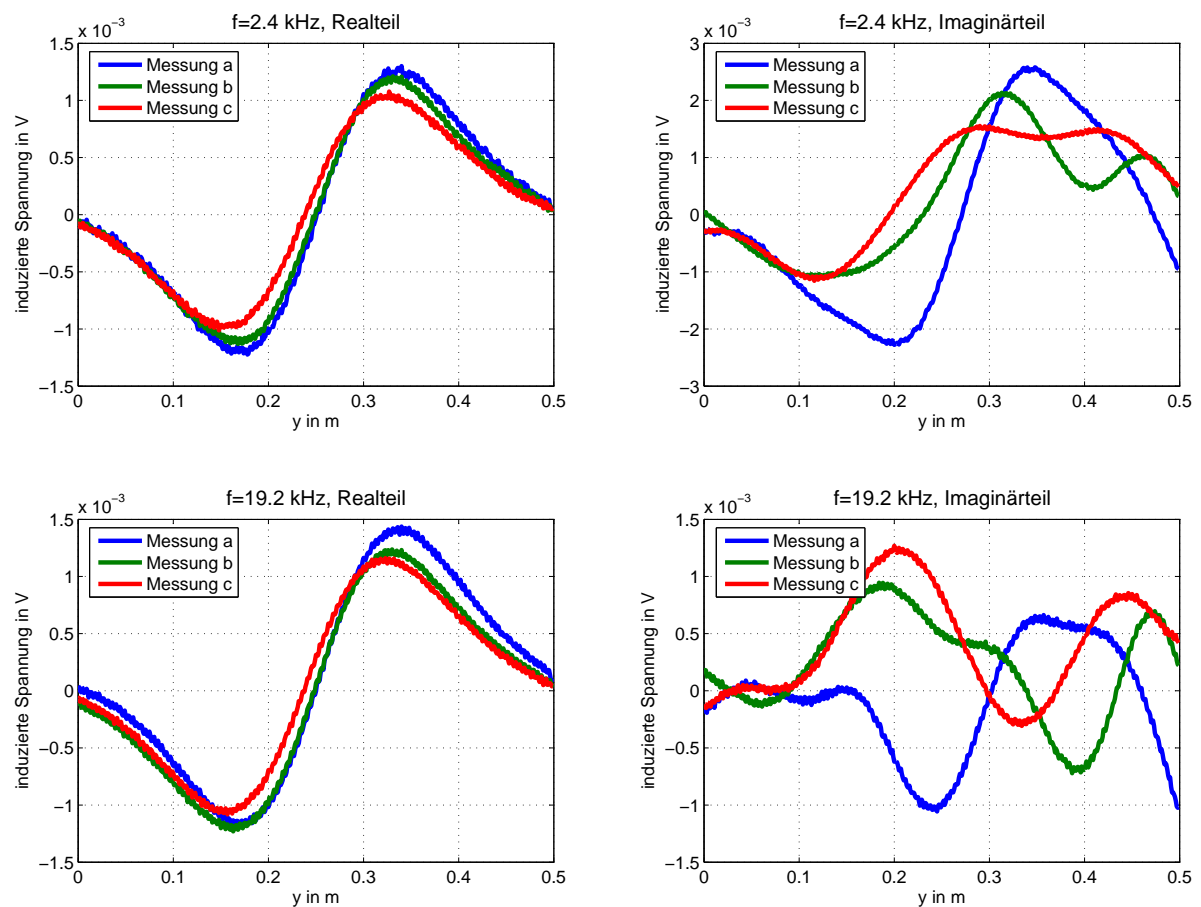 f=2.4 kHz, Realteil
x 10⁻³
Messung a
Messung b
Messung c
induzierte Spannung in V
1.5
1
0.5
0
−0.5
−1
−1.5
0 0.1 0.2 0.3 0.4 0.5
y in m
f=2.4 kHz, Imaginärteil
x 10⁻³
Messung a
Messung b
Messung c
induzierte Spannung in V
3
2
1
0
−1
−2
−3
0 0.1 0.2 0.3 0.4 0.5
y in m
f=19.2 kHz, Realteil
x 10⁻³
Messung a
Messung b
Messung c
induzierte Spannung in V
1.5
1
0.5
0
−0.5
−1
−1.5
0 0.1 0.2 0.3 0.4 0.5
y in m
f=19.2 kHz, Imaginärteil
x 10⁻³
Messung a
Messung b
Messung c
induzierte Spannung in V
1.5
1
0.5
0
−0.5
−1
−1.5
0 0.1 0.2 0.3 0.4 0.5
y in m